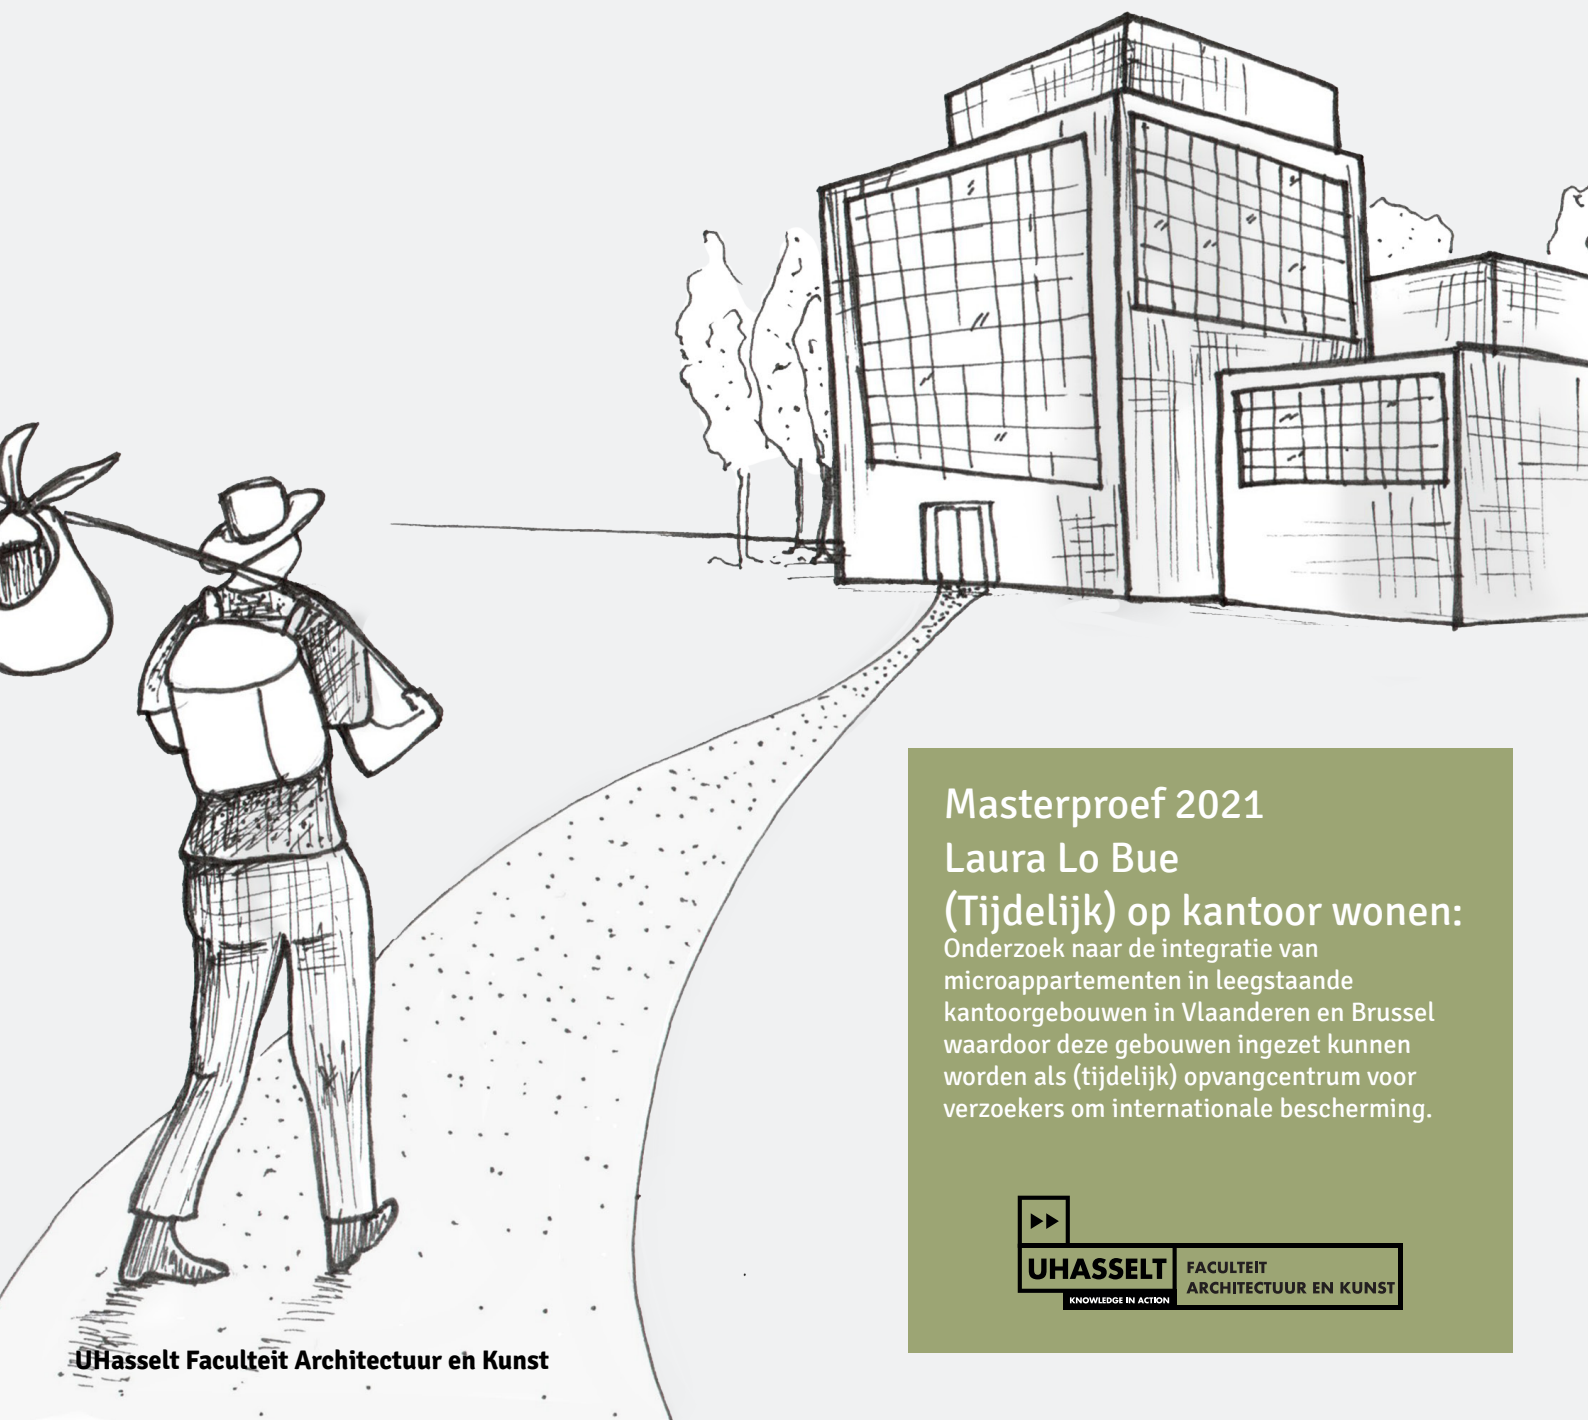 Masterproef 2021
Laura Lo Bue
(Tijdelijk) op kantoor wonen:
Onderzoek naar de integratie van
microappartementen in leegstaande
kantoorgebouwen in Vlaanderen en Brussel
waardoor deze gebouwen ingezet kunnen
worden als (tijdelijk) opvangcentrum voor
verzoekers om internationale bescherming.
UHASSELT
KNOWLEDGE IN ACTION
FACULTEIT
ARCHITECTUUR EN KUNST
UHasselt Faculteit Architectuur en Kunst